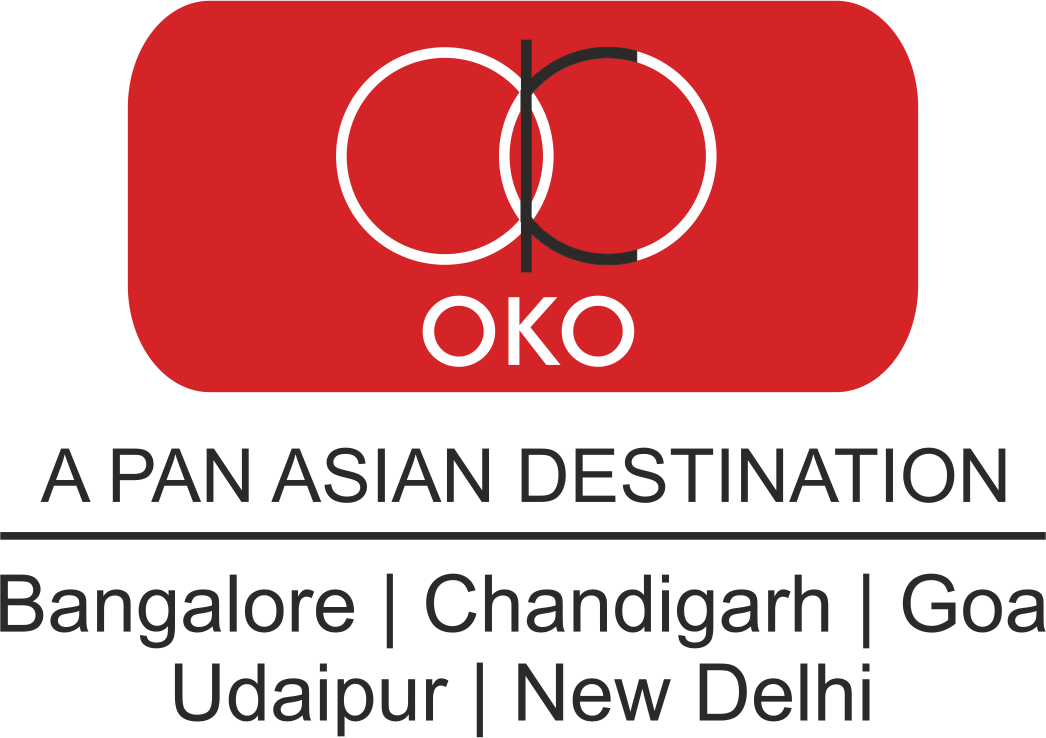 OKO
A PAN ASIAN DESTINATION
Bangalore | Chandigarh | Goa
Udaipur | New Delhi